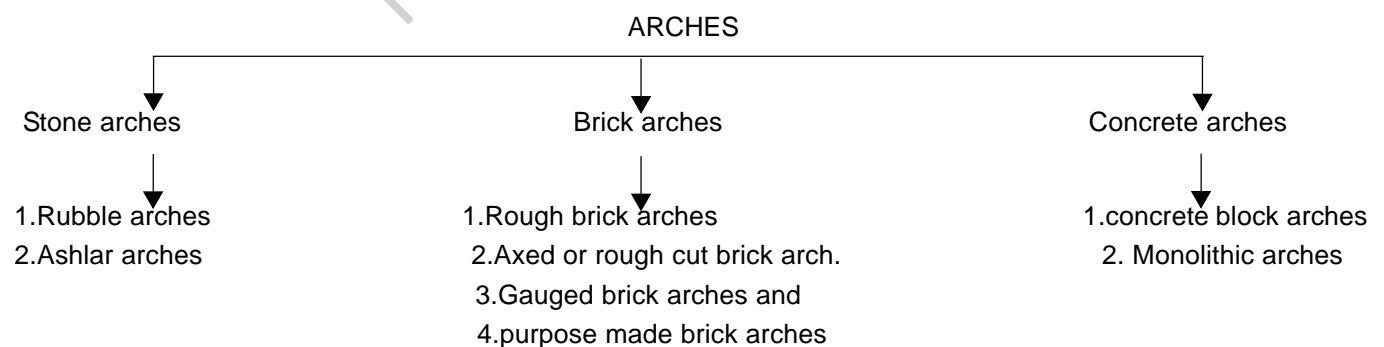 ARCHES
Stone arches
Brick arches
Concrete arches
1.Rubble arches
2.Ashlar arches
1.Rough brick arches
2.Axed or rough cut brick arch.
3.Gauged brick arches and
4.purpose made brick arches
1.concrete block arches
2. Monolithic arches